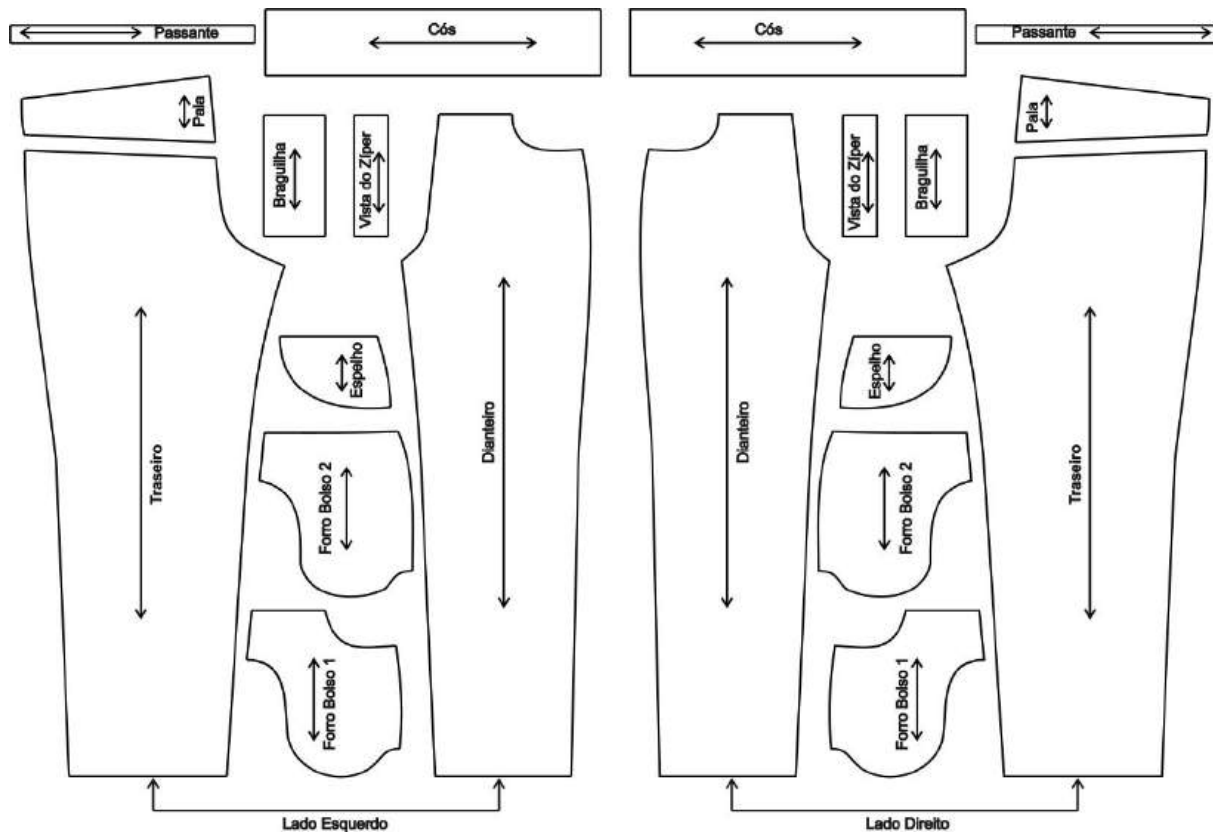 Passante
Cós
Cós
Passante
Pala
Braguilha
Vista do Zíper
Vista do Zíper
Braguilha
Pala
Espelho
Espelho
Traseiro
Forro Bolso 2
Dianteiro
Dianteiro
Forro Bolso 2
Traseiro
Forro Bolso 1
Forro Bolso 1
Lado Esquerdo
Lado Direito